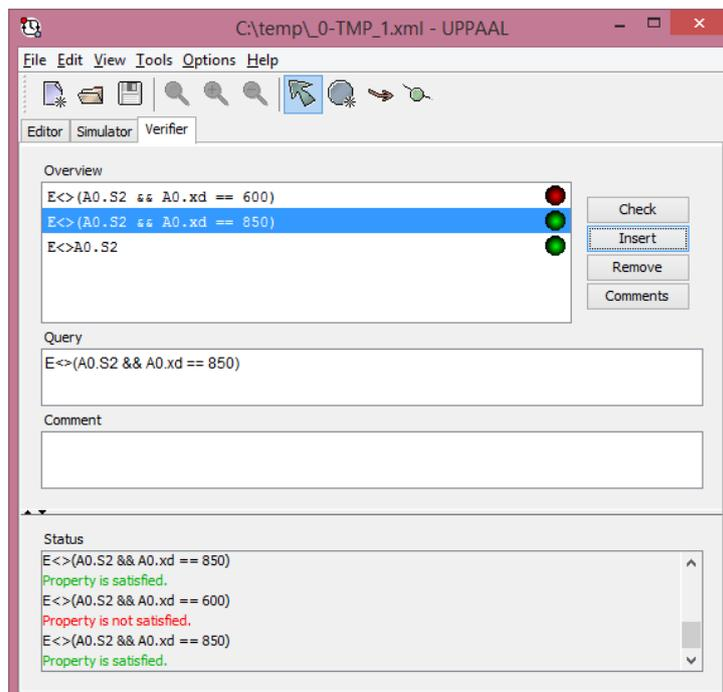 C:\temp\_0-TMP_1.xml - UPPAAL
File Edit View Tools Options Help
Editor Simulator Verifier
Overview
E<>(A0.S2 && A0.xd == 600)
E<>(A0.S2 && A0.xd == 850)
E<>A0.S2
Check
Insert
Remove
Comments
Query
E<>(A0.S2 && A0.xd == 850)
Comment
Status
E<>(A0.S2 && A0.xd == 850)
Property is satisfied.
E<>(A0.S2 && A0.xd == 600)
Property is not satisfied.
E<>(A0.S2 && A0.xd == 850)
Property is satisfied.